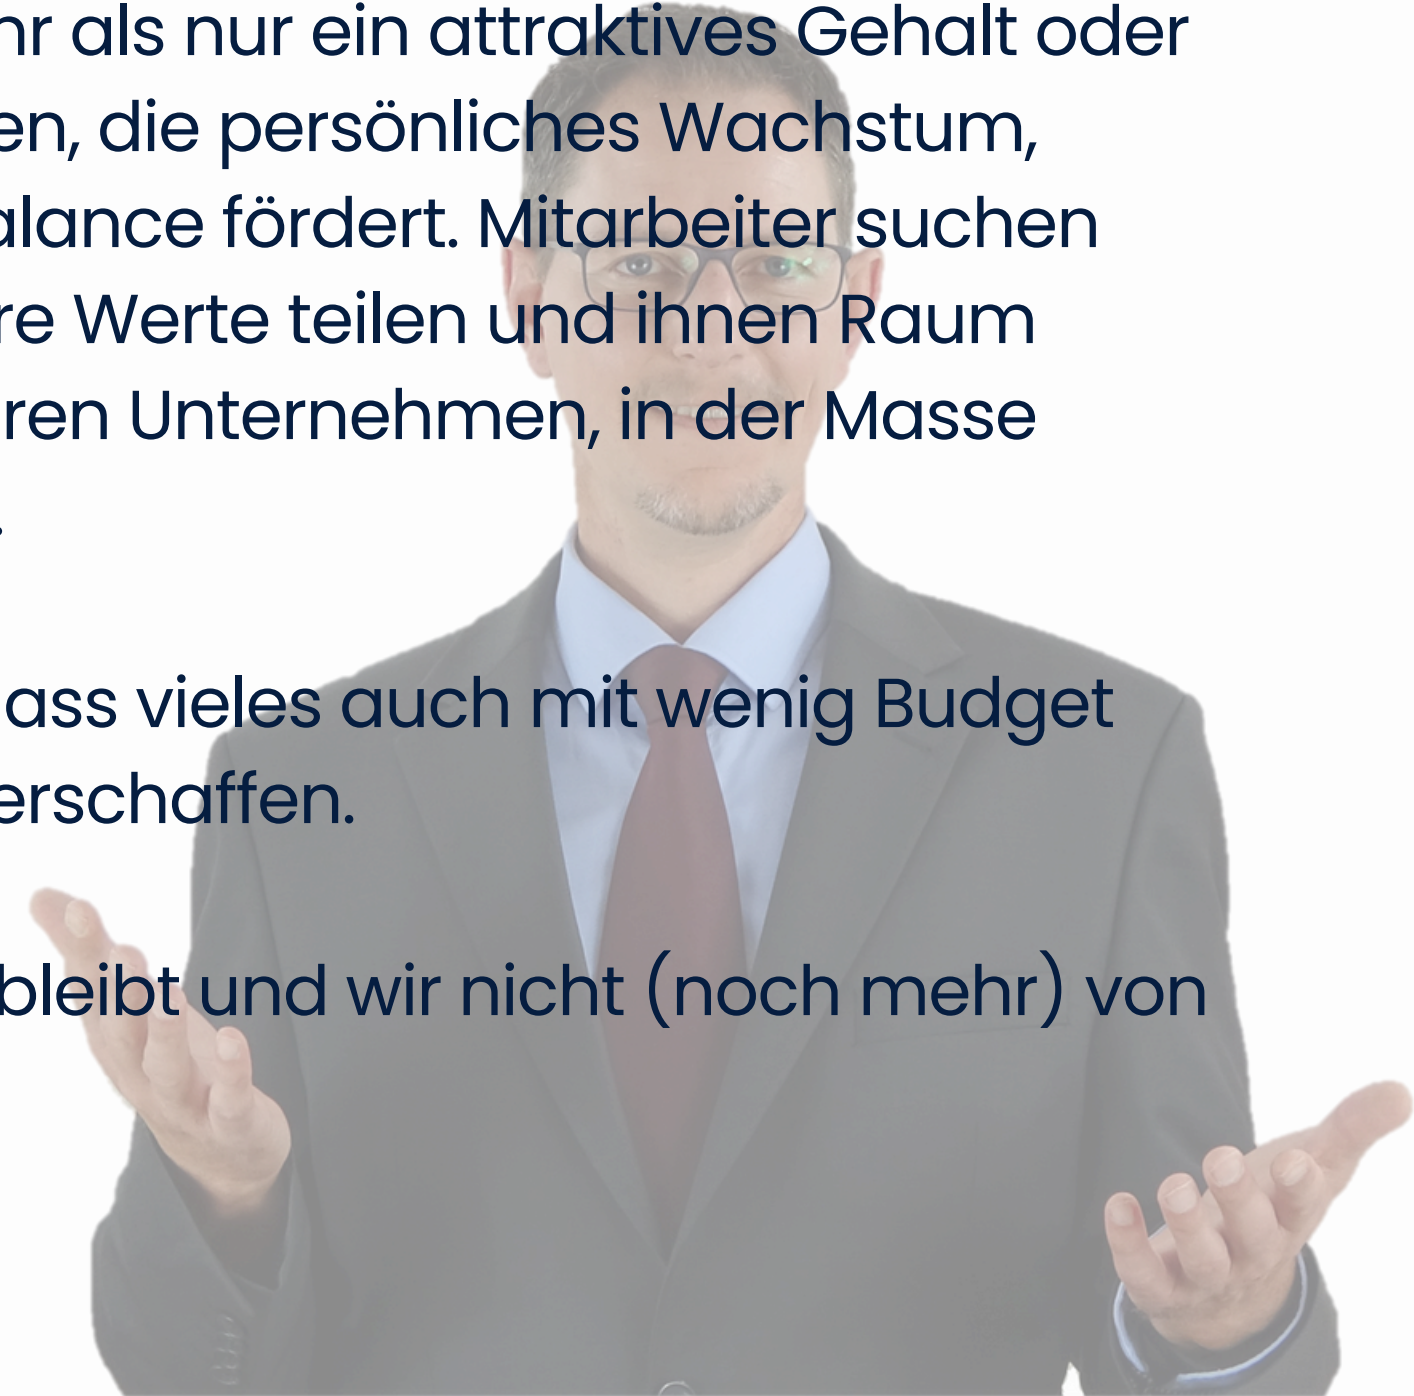 hr als nur ein attraktives Gehalt oder
en, die persönliches Wachstum,
alance fördert. Mitarbeiter suchen
re Werte teilen und ihnen Raum
ren Unternehmen, in der Masse
.
ass vieles auch mit wenig Budget
erschaffen.
bleibt und wir nicht (noch mehr) von